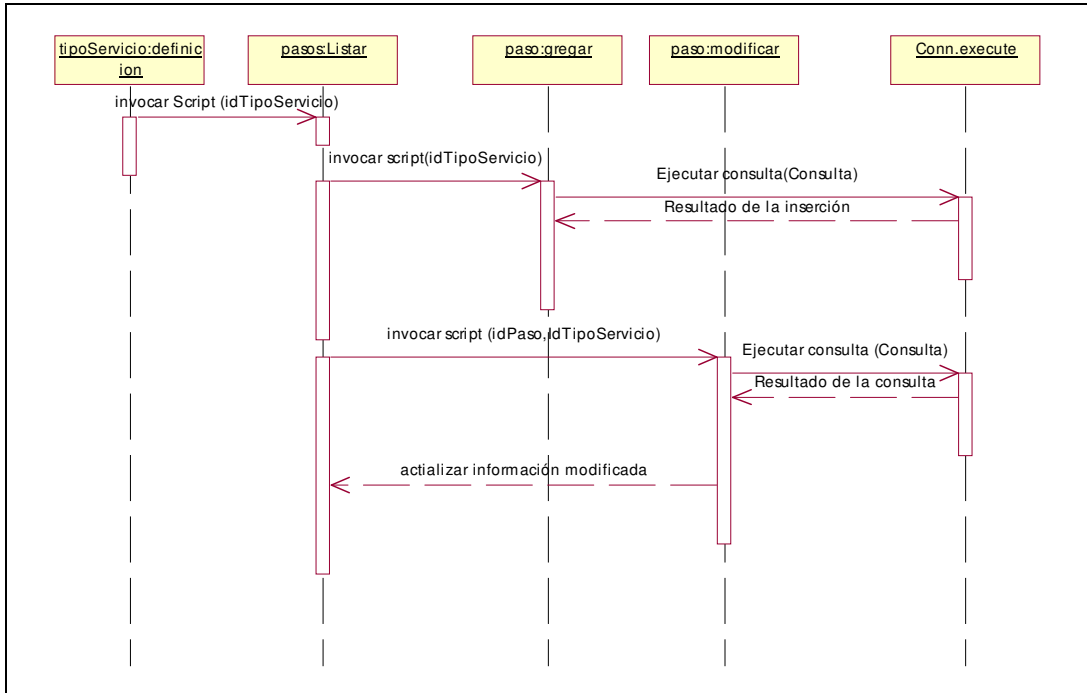 tipoServicio:definic
ion
pasos:Listar
paso:gregar
paso:modificar
Conn.execute
invocar Script (idTipoServicio)
invocar script(idTipoServicio)
Ejecutar consulta(Consulta)
Resultado de la inserción
invocar script (idPaso,IdTipoServicio)
Ejecutar consulta (Consulta)
Resultado de la consulta
actializar información modificada